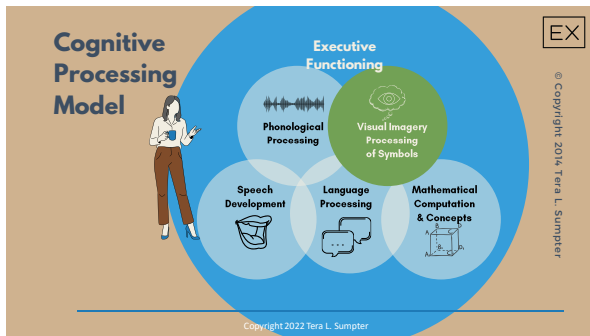 Cognitive
Processing
Model
EX
Executive
Functioning
Phonological
Processing
Visual Imagery
Processing
of Symbols
Speech
Development
Language
Processing
Mathematical
Computation
& Concepts
© Copyright 2014 Tera L. Sumpter
Copyright 2022 Tera L. Sumpter